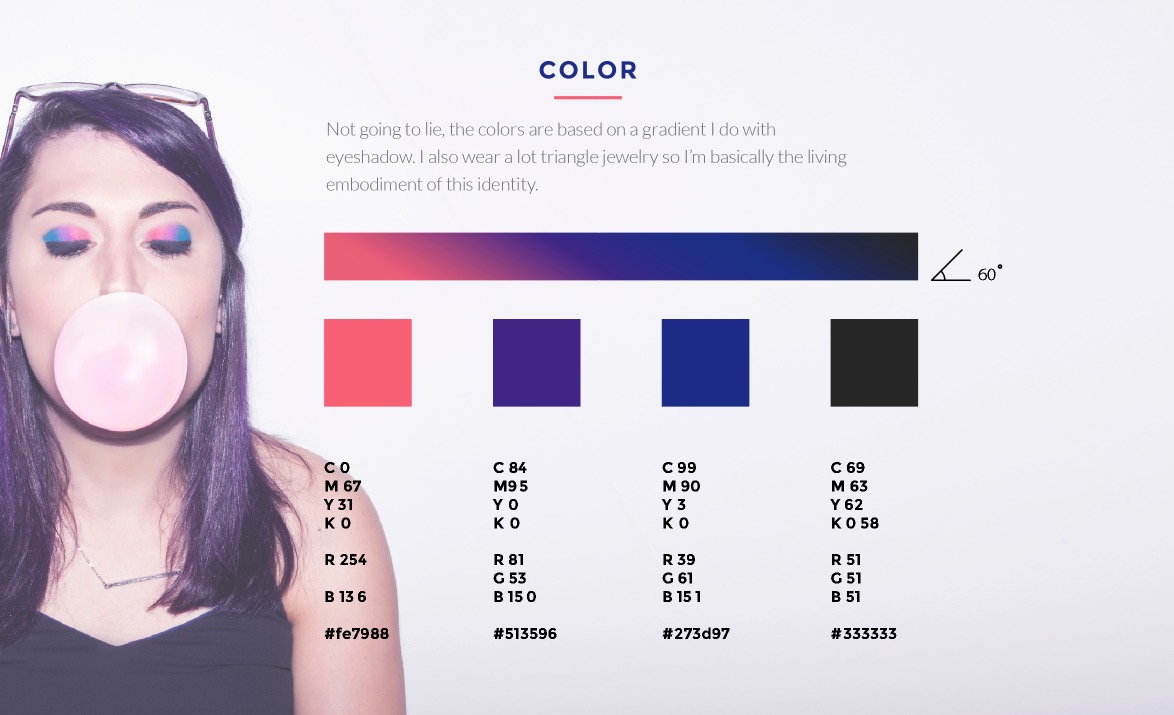 COLOR
Not going to lie, the colors are based on a gradient I do with
eyeshadow. I also wear a lot triangle jewelry so I'm basically the living
embodiment of this identity.
60°
C 0
M 67
Y 31
K 0
R 254
B 13 6
#fe7988
C 84
M9 5
Y 0
K 0
R 81
G 53
B 15 0
#513596
C 99
M 90
Y 3
K 0
R 39
G 61
B 15 1
#273d97
C 69
M 63
Y 62
K 0 58
R 51
G 51
B 51
#333333